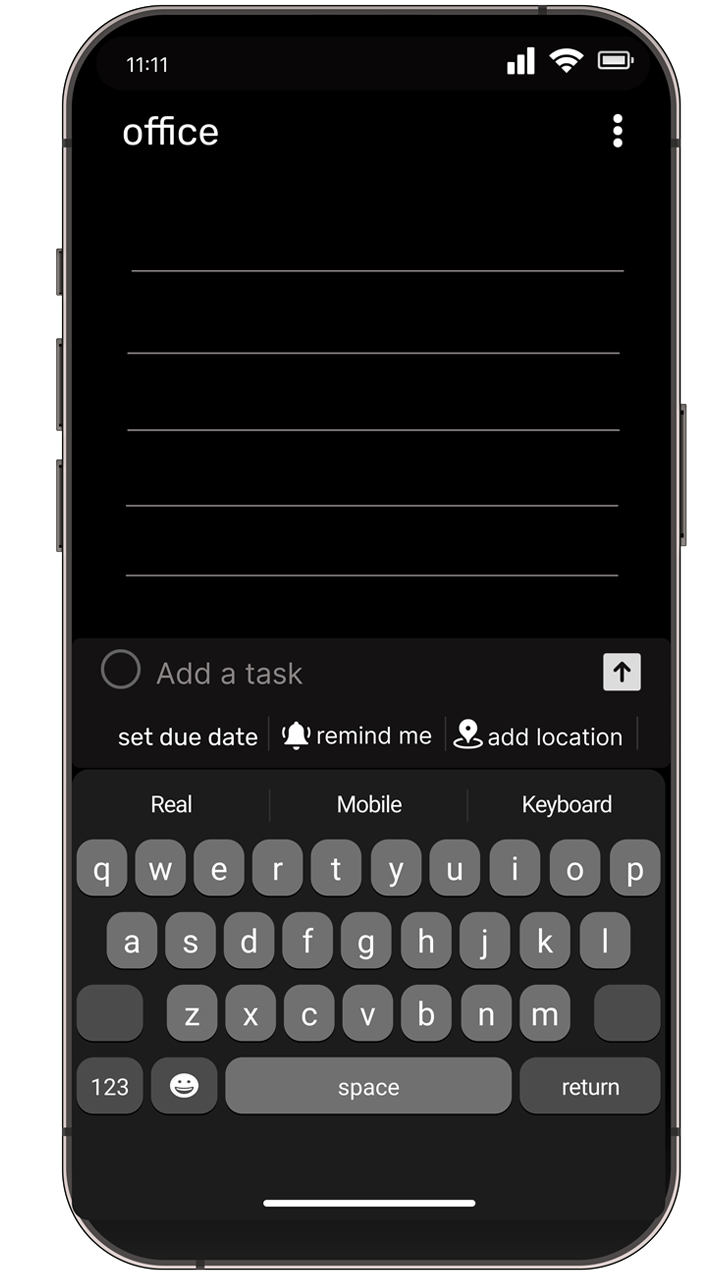 11:11
office
Add a task
set due date remind me add location
Real Mobile Keyboard
q w e r t y u i o p
a s d f g h j k l
z x c v b n m
123 space return